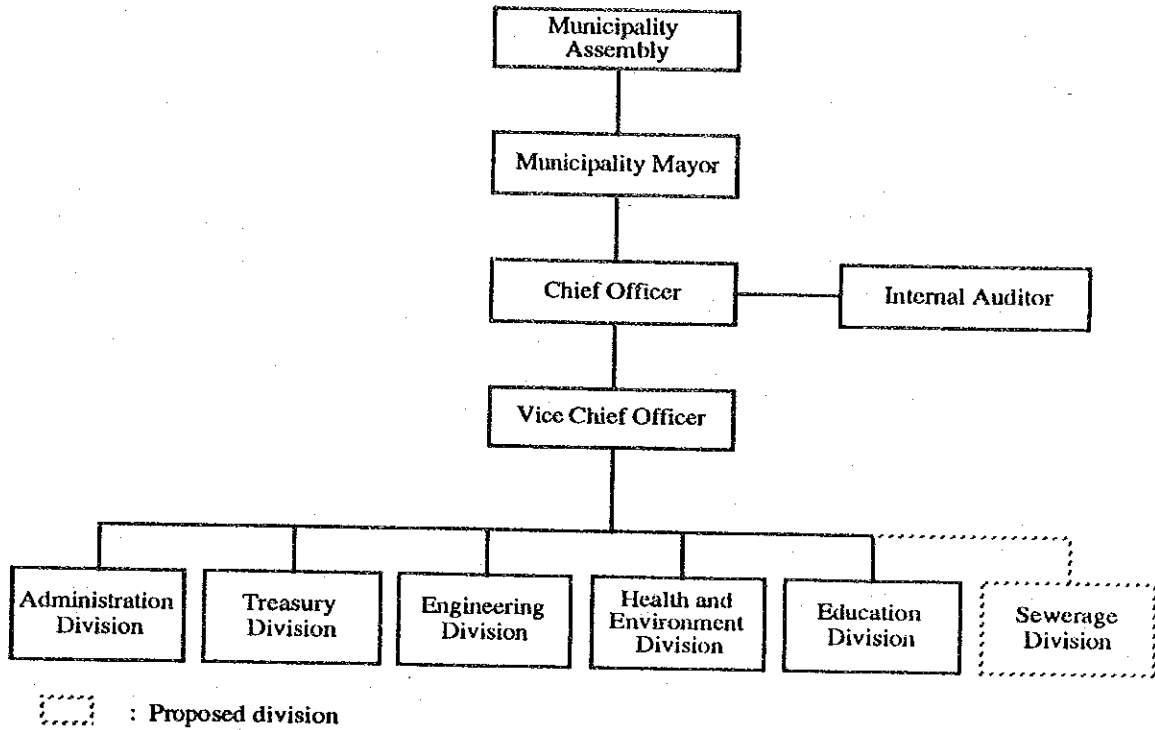 Municipality
Assembly
Municipality Mayor
Chief Officer
Internal Auditor
Vice Chief Officer
Administration
Division
Treasury
Division
Engineering
Division
Health and
Environment
Division
Education
Division
Sewerage
Division
: Proposed division